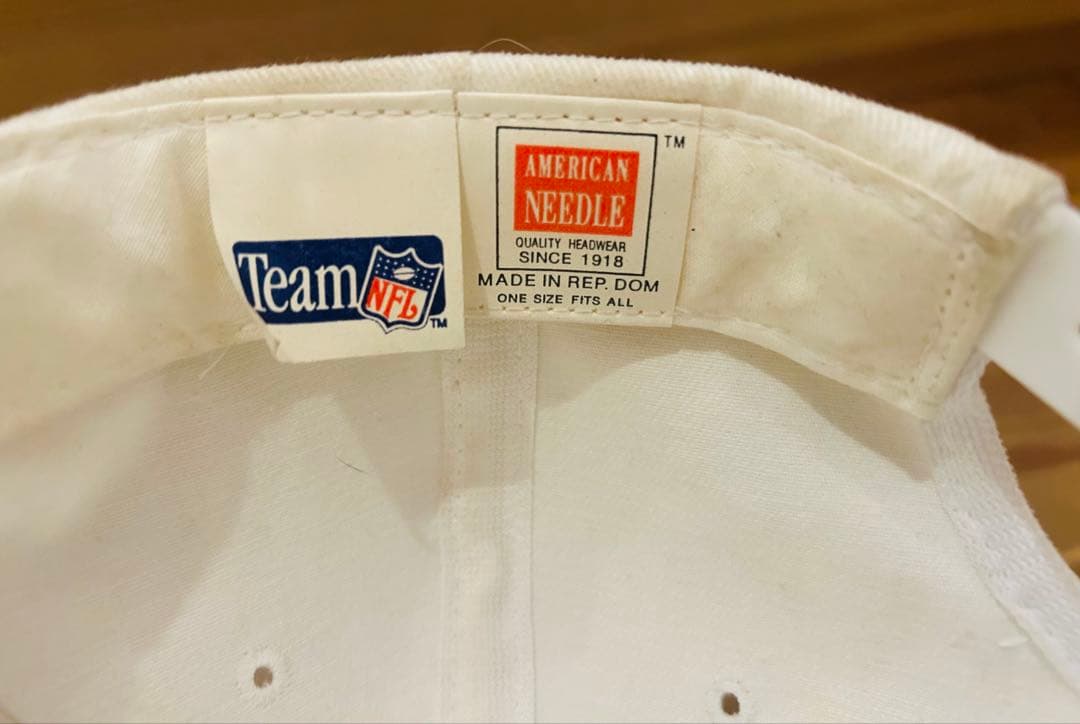 Team NFL ™
AMERICAN ™
NEEDLE
QUALITY HEADWEAR
SINCE 1918
MADE IN REP. DOM
ONE SIZE FITS ALL